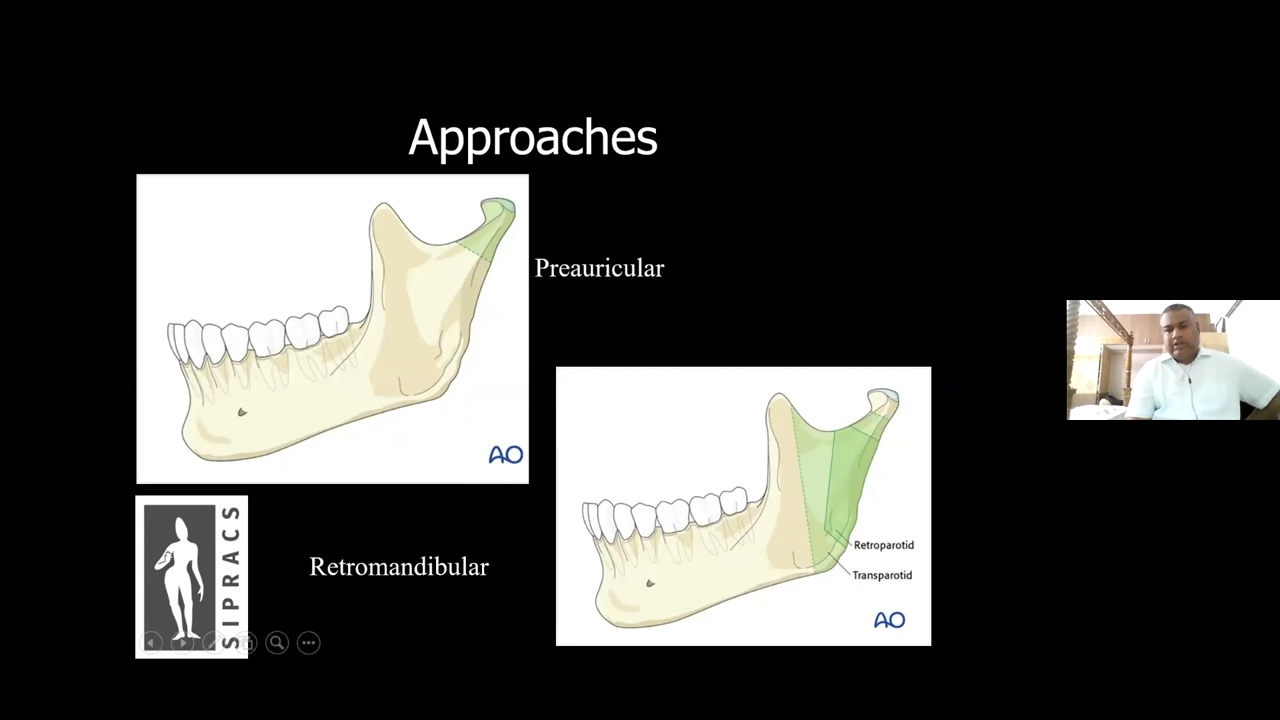 Approaches
Preauricular
AO
SIPRACS
Retromandibular
Retroparotid
Transparotid
AO